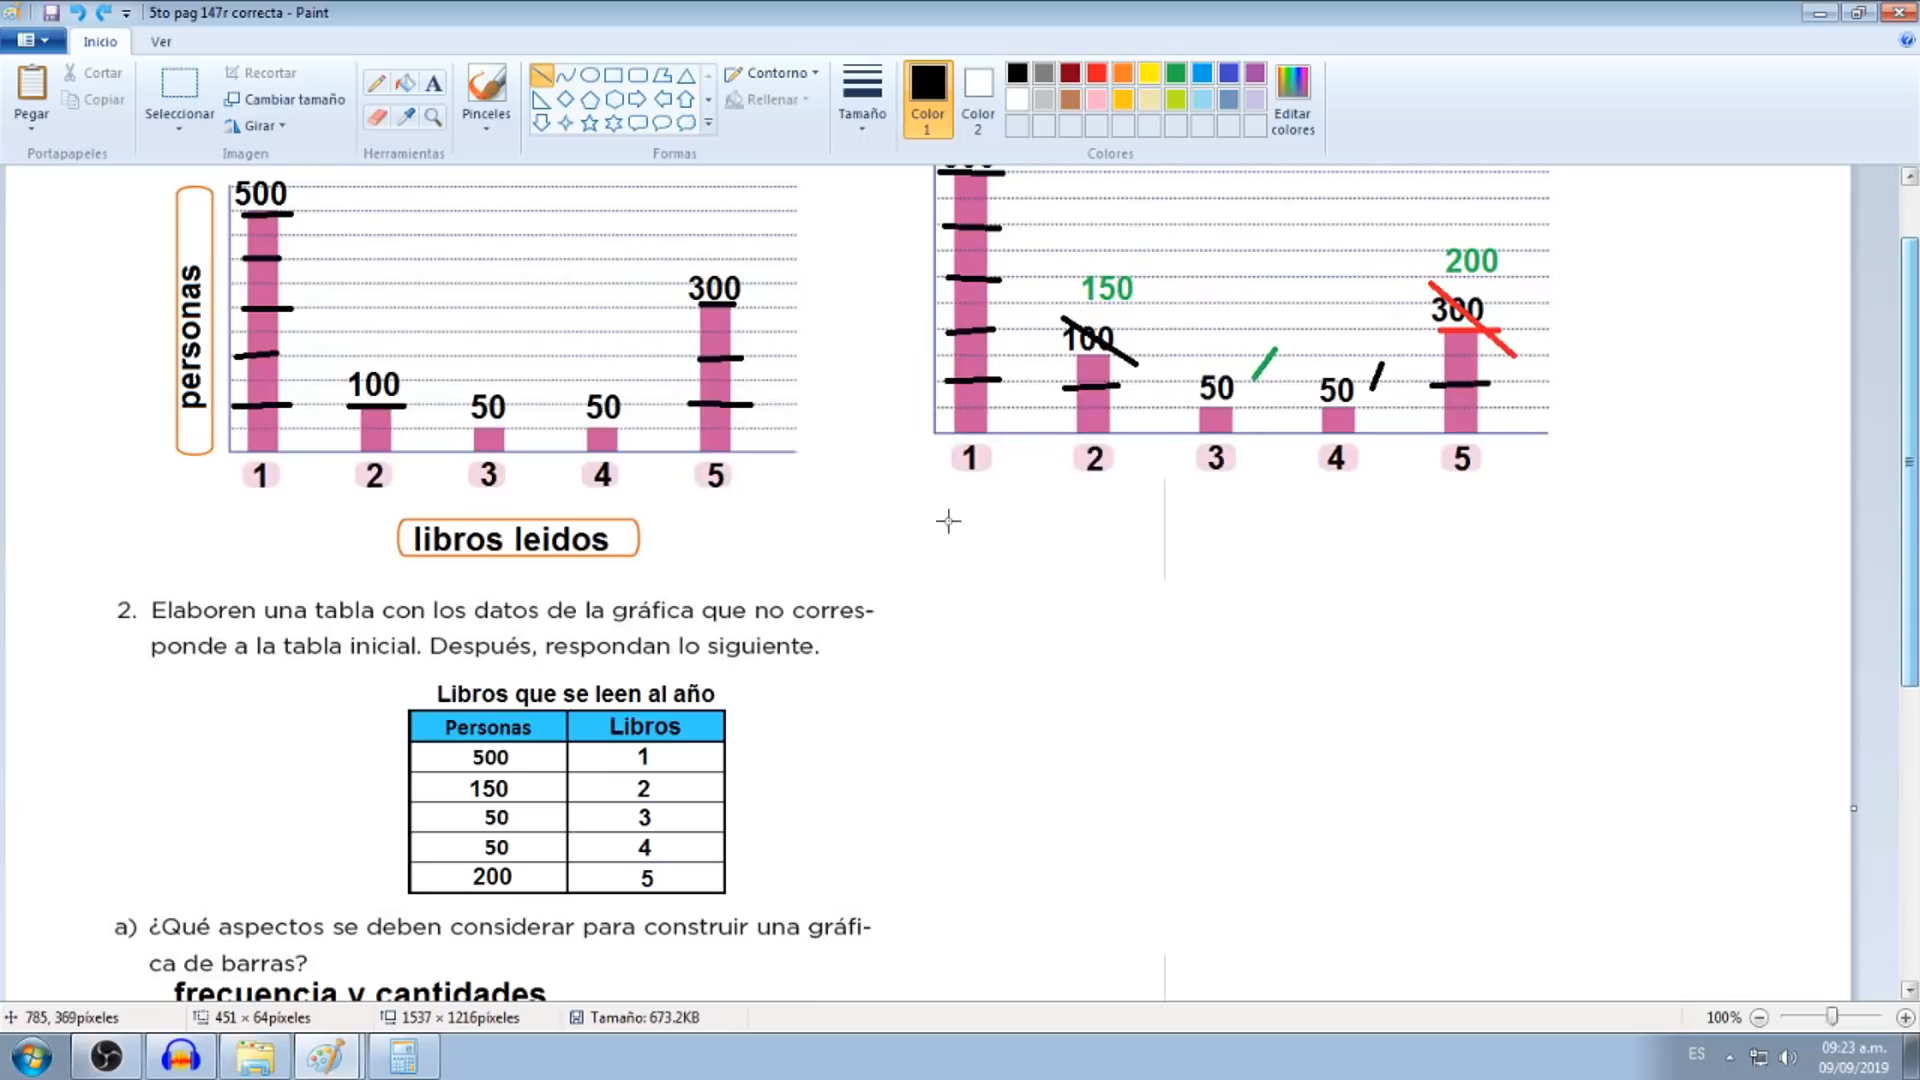 5to pag 147r correcta - Paint
Inicio
Ver
Pegar
Cortar
Copiar
Portapapeles
Seleccionar
Recortar
Cambiar tamaño
Girar
Imagen
A
Herramientas
Pinceles
Contorno
Rellenar
Formas
Tamaño
Color
1
Color
2
Editar
colores
Colores
personas
500
100
50
50
300
1
2
3
4
5
libros leidos
150
100
50
50
200
300
1
2
3
4
5
2. Elaboren una tabla con los datos de la gráfica que no corres-
ponde a la tabla inicial. Después, respondan lo siguiente.
Libros que se leen al año
Personas Libros
500 1
150 2
50 3
50 4
200 5
a) ¿Qué aspectos se deben considerar para construir una gráfi-
ca de barras?
frecuencia y cantidades
785, 369píxeles
451 × 64píxeles
1537 × 1216píxeles
Tamaño: 673.2KB
100%
ES
09:23 a.m.
09/09/2019